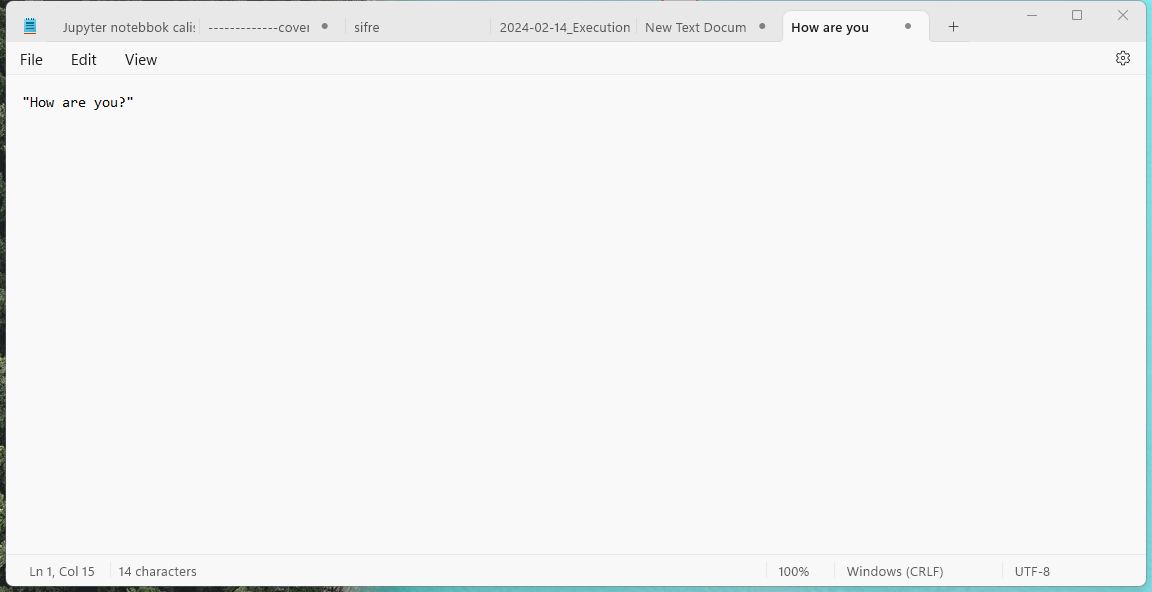 Jupyter notebbok calış
-------------cover
sifre
2024-02-14_Execution
New Text Docum
How are you
File Edit View
"How are you?"
Ln 1, Col 15 14 characters 100% Windows (CRLF) UTF-8